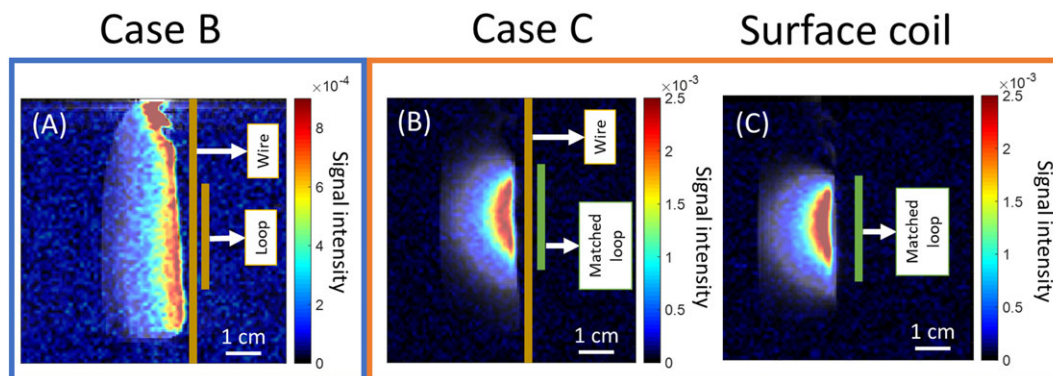 Case B
Case C
Surface coil
(A)
Wire
Loop
1 cm
×10⁻⁴
8
6
4
2
0
Signal intensity
(B)
Wire
Matched
loop
1 cm
×10⁻³
2.5
2
1.5
1
0.5
0
Signal intensity
(C)
Matched
loop
1 cm
×10⁻³
2.5
2
1.5
1
0.5
0
Signal intensity